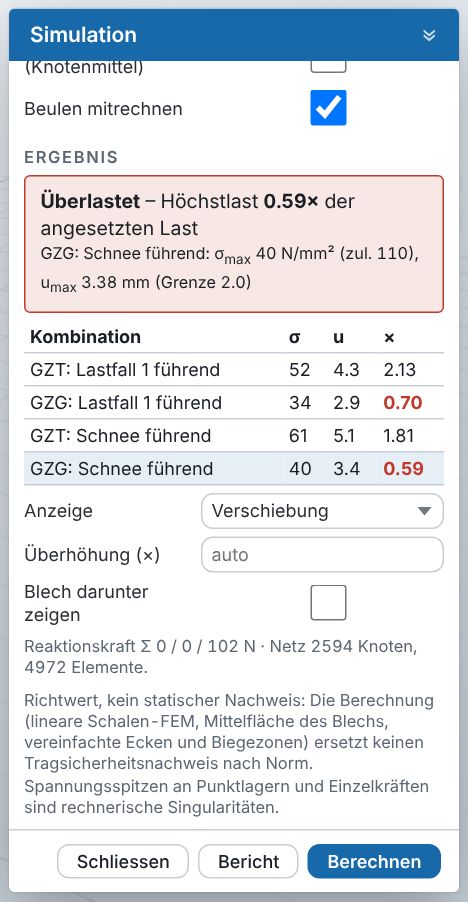 Simulation
(Knotenmittel)
Beulen mitrechnen
ERGEBNIS
Überlastet – Höchstlast 0.59× der
angesetzten Last
GZG: Schnee führend: σmax 40 N/mm² (zul. 110),
umax 3.38 mm (Grenze 2.0)
Kombination σ u ×
GZT: Lastfall 1 führend 52 4.3 2.13
GZG: Lastfall 1 führend 34 2.9 0.70
GZT: Schnee führend 61 5.1 1.81
GZG: Schnee führend 40 3.4 0.59
Anzeige Verschiebung
Überhöhung (×) auto
Blech darunter
zeigen
Reaktionskraft Σ 0 / 0 / 102 N · Netz 2594 Knoten,
4972 Elemente.
Richtwert, kein statischer Nachweis: Die Berechnung
(lineare Schalen-FEM, Mittelfläche des Blechs,
vereinfachte Ecken und Biegezonen) ersetzt keinen
Tragsicherheitsnachweis nach Norm.
Spannungsspitzen an Punktlagern und Einzelkräften
sind rechnerische Singularitäten.
Schliessen Bericht Berechnen